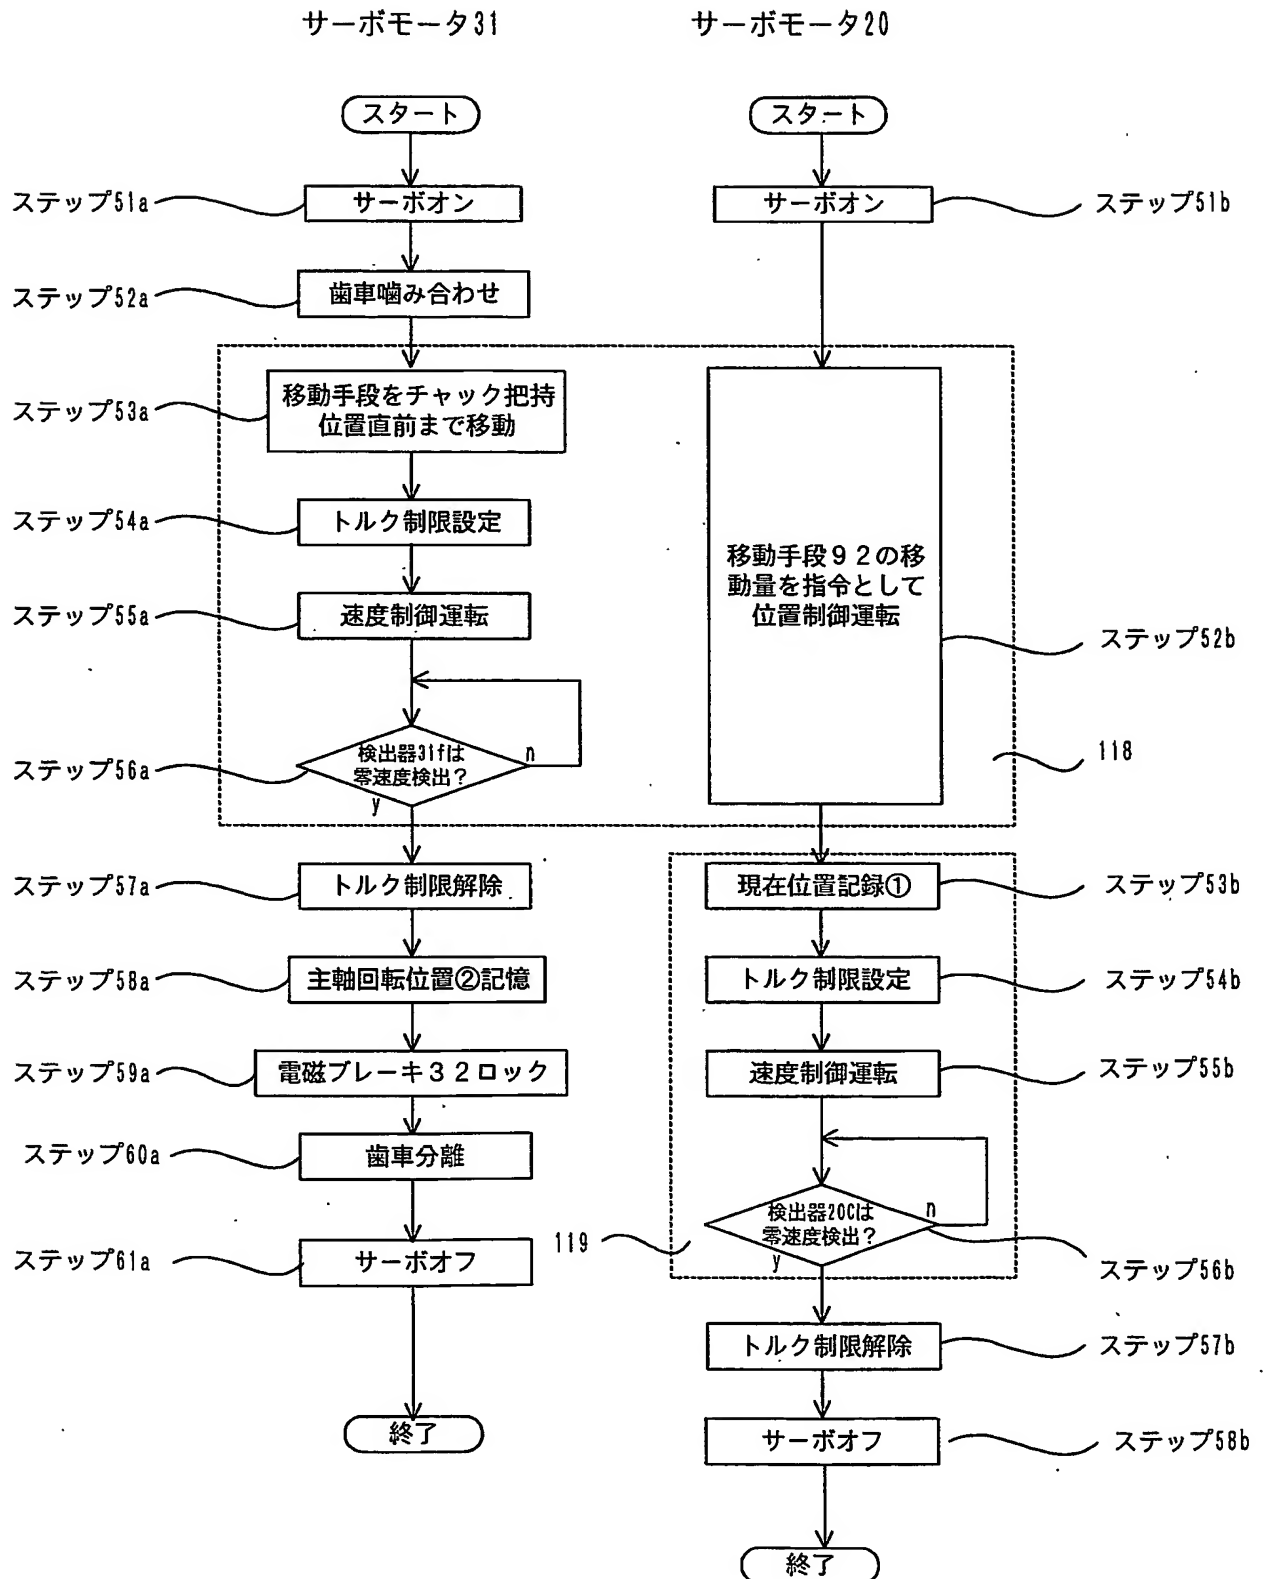 サーボモータ31
サーボモータ20
スタート
スタート
ステップ51a
サーボオン
サーボオン
ステップ51b
ステップ52a
歯車噛み合わせ
ステップ53a
移動手段をチャック把持
位置直前まで移動
ステップ54a
トルク制限設定
移動手段92の移
動量を指令として
位置制御運転
ステップ55a
速度制御運転
ステップ52b
ステップ56a
検出器31fは
零速度検出?
n
y
118
ステップ57a
トルク制限解除
現在位置記録①
ステップ53b
ステップ58a
主軸回転位置②記憶
トルク制限設定
ステップ54b
ステップ59a
電磁ブレーキ32ロック
速度制御運転
ステップ55b
ステップ60a
歯車分離
検出器20Cは
零速度検出?
n
y
119
ステップ56b
ステップ61a
サーボオフ
トルク制限解除
ステップ57b
終了
サーボオフ
ステップ58b
終了